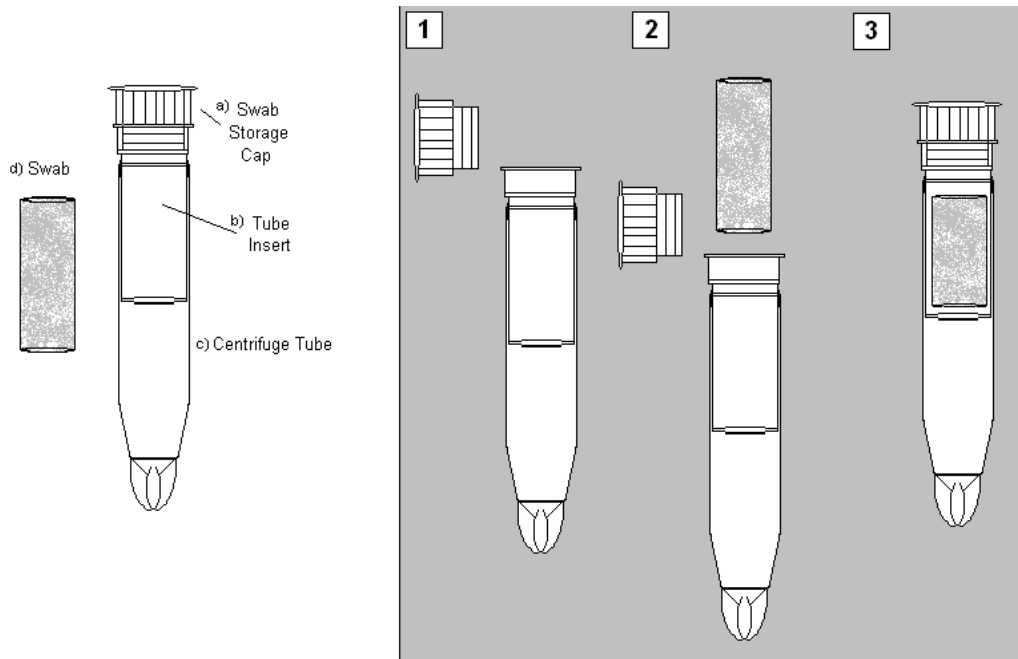 a) Swab
Storage
Cap
d) Swab
b) Tube
Insert
c) Centrifuge Tube
1
2
3